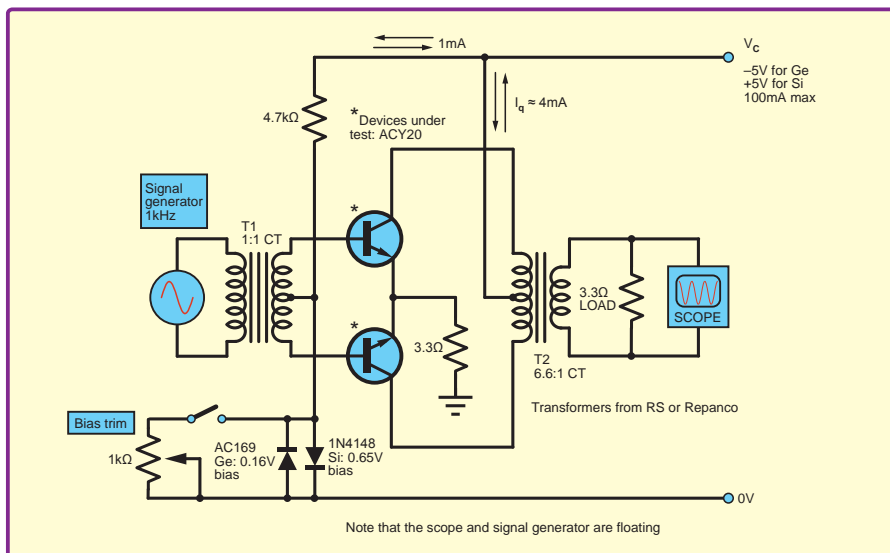 1mA
V_C
–5V for Ge
+5V for Si
100mA max
I_q ≈ 4mA
4.7kΩ
*Devices under
test: ACY20
Signal
generator
1kHz
T1
1:1 CT
*
*
3.3Ω
3.3Ω
LOAD
SCOPE
T2
6.6:1 CT
Transformers from RS or Repanco
Bias trim
1kΩ
AC169
Ge: 0.16V
bias
1N4148
Si: 0.65V
bias
0V
Note that the scope and signal generator are floating